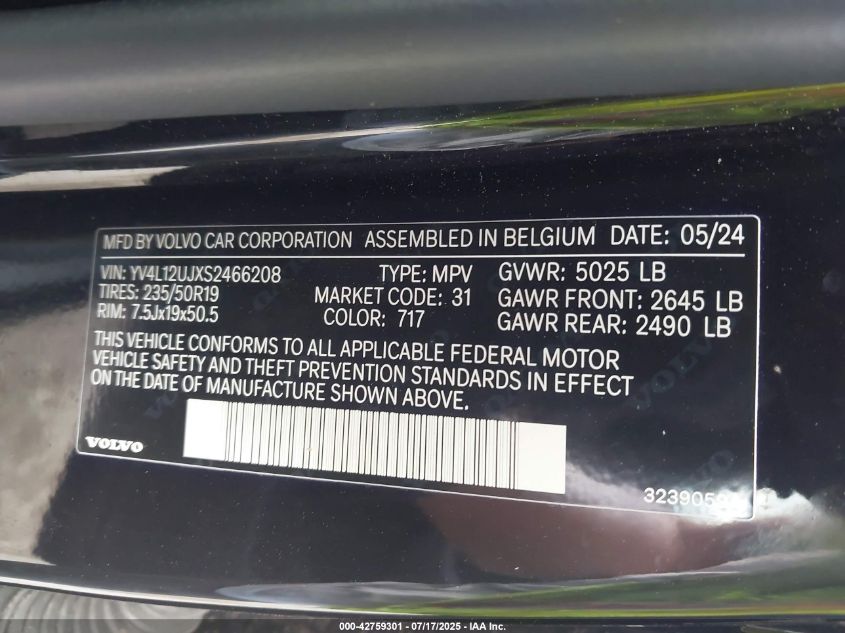 MFD BY VOLVO CAR CORPORATION ASSEMBLED IN BELGIUM DATE: 05/24
VIN: YV4L12UJXS2466208 TYPE: MPV GVWR: 5025 LB
TIRES: 235/50R19 MARKET CODE: 31 GAWR FRONT: 2645 LB
RIM: 7.5Jx19x50.5 COLOR: 717 GAWR REAR: 2490 LB
THIS VEHICLE CONFORMS TO ALL APPLICABLE FEDERAL MOTOR
VEHICLE SAFETY AND THEFT PREVENTION STANDARDS IN EFFECT
ON THE DATE OF MANUFACTURE SHOWN ABOVE.
VOLVO
000-42759301 - 07/17/2025 - IAA Inc.